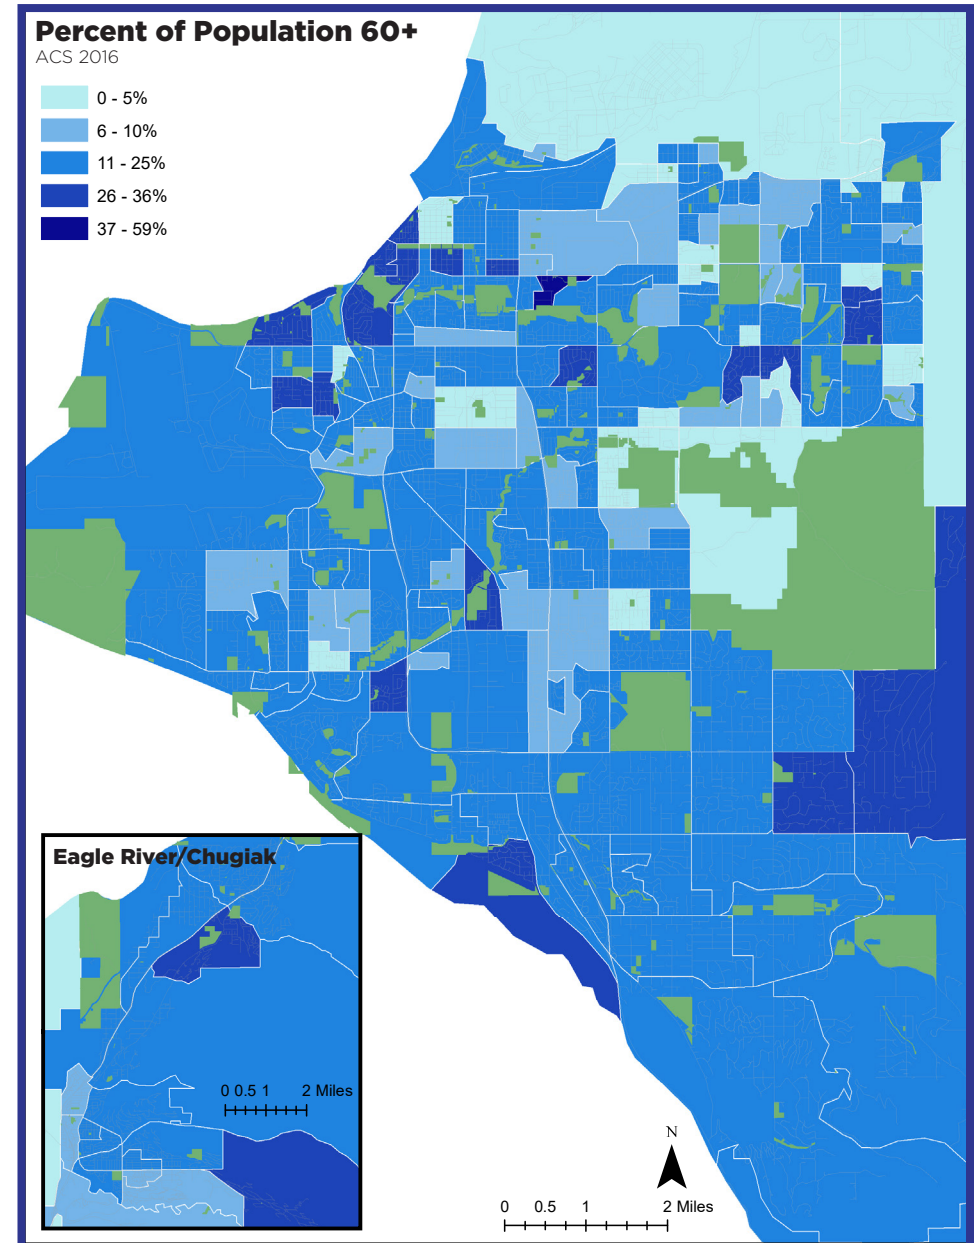 Percent of Population 60+
ACS 2016
0 - 5%
6 - 10%
11 - 25%
26 - 36%
37 - 59%
Eagle River/Chugiak
0 0.5 1 2 Miles
N
0 0.5 1 2 Miles